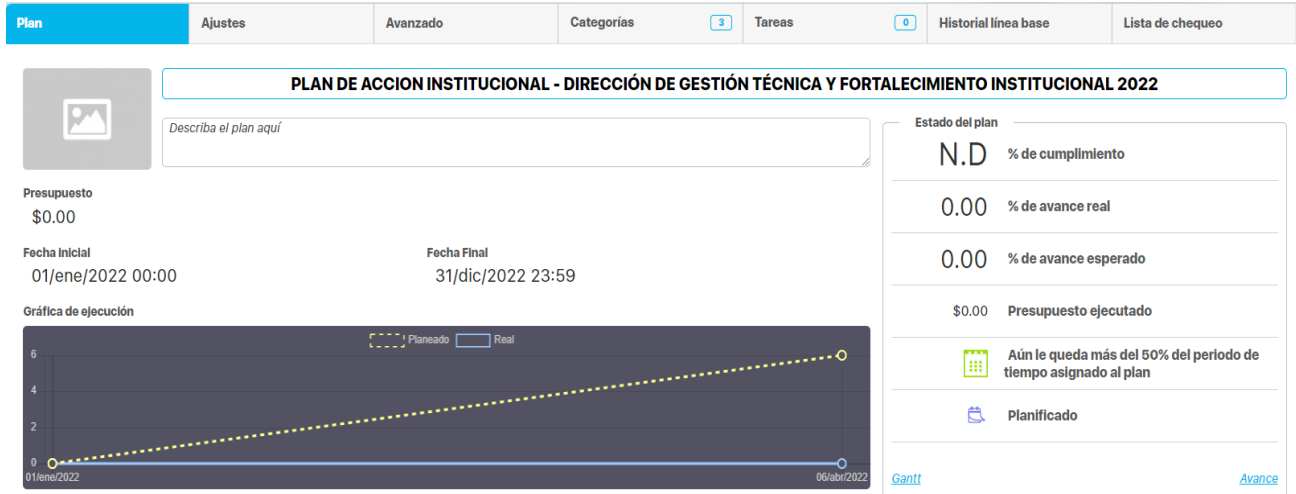 Plan
Ajustes
Avanzado
Categorías 3
Tareas 0
Historial línea base
Lista de chequeo
PLAN DE ACCION INSTITUCIONAL - DIRECCIÓN DE GESTIÓN TÉCNICA Y FORTALECIMIENTO INSTITUCIONAL 2022
Describa el plan aquí
Presupuesto
$0.00
Fecha Inicial
01/ene/2022 00:00
Fecha Final
31/dic/2022 23:59
Gráfica de ejecución
Planeado Real
6
4
2
0
01/ene/2022
06/abr/2022
Estado del plan
N.D % de cumplimiento
0.00 % de avance real
0.00 % de avance esperado
$0.00 Presupuesto ejecutado
Aún le queda más del 50% del periodo de
tiempo asignado al plan
Planificado
Gantt
Avance